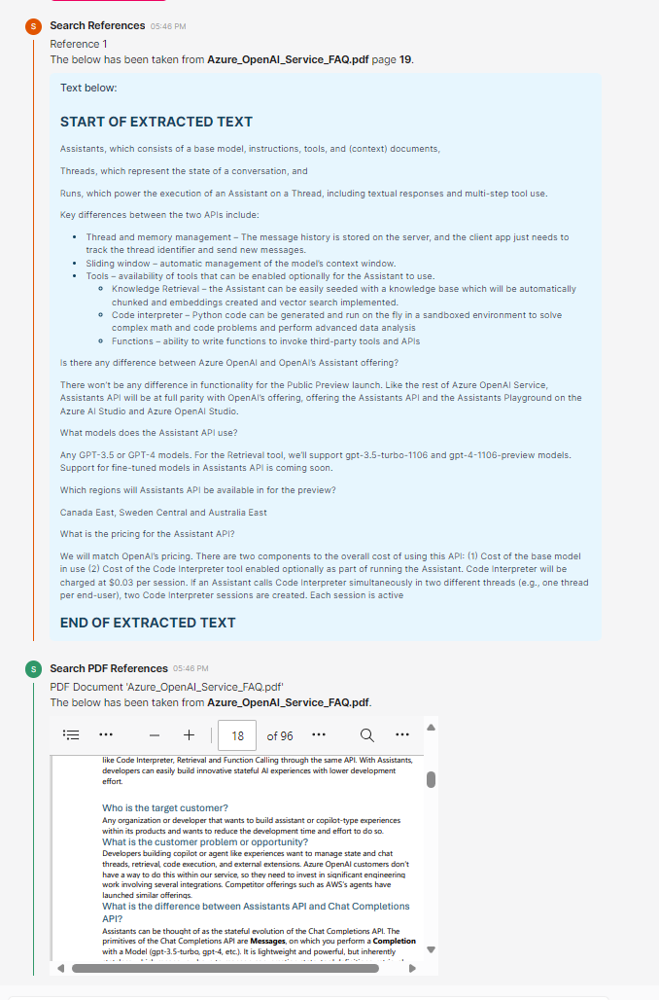 S Search References 05:46 PM
Reference 1
The below has been taken from Azure_OpenAI_Service_FAQ.pdf page 19.
Text below:
START OF EXTRACTED TEXT
Assistants, which consists of a base model, instructions, tools, and (context) documents,
Threads, which represent the state of a conversation, and
Runs, which power the execution of an Assistant on a Thread, including textual responses and multi-step tool use.
Key differences between the two APIs include:
• Thread and memory management – The message history is stored on the server, and the client app just needs to
track the thread identifier and send new messages.
• Sliding window – automatic management of the model's context window.
• Tools – availability of tools that can be enabled optionally for the Assistant to use.
○ Knowledge Retrieval – the Assistant can be easily seeded with a knowledge base which will be automatically
chunked and embeddings created and vector search implemented.
○ Code interpreter – Python code can be generated and run on the fly in a sandboxed environment to solve
complex math and code problems and perform advanced data analysis
○ Functions – ability to write functions to invoke third-party tools and APIs
Is there any difference between Azure OpenAI and OpenAI's Assistant offering?
There won't be any difference in functionality for the Public Preview launch. Like the rest of Azure OpenAI Service,
Assistants API will be at full parity with OpenAI's offering, offering the Assistants API and the Assistants Playground on the
Azure AI Studio and Azure OpenAI Studio.
What models does the Assistant API use?
Any GPT-3.5 or GPT-4 models. For the Retrieval tool, we'll support gpt-3.5-turbo-1106 and gpt-4-1106-preview models.
Support for fine-tuned models in Assistants API is coming soon.
Which regions will Assistants API be available in for the preview?
Canada East, Sweden Central and Australia East
What is the pricing for the Assistant API?
We will match OpenAI's pricing. There are two components to the overall cost of using this API: (1) Cost of the base model
in use (2) Cost of the Code Interpreter tool enabled optionally as part of running the Assistant. Code Interpreter will be
charged at $0.03 per session. If an Assistant calls Code Interpreter simultaneously in two different threads (e.g., one thread
per end-user), two Code Interpreter sessions are created. Each session is active
END OF EXTRACTED TEXT
S Search PDF References 05:46 PM
PDF Document 'Azure_OpenAI_Service_FAQ.pdf'
The below has been taken from Azure_OpenAI_Service_FAQ.pdf.
18 of 96
like Code Interpreter, Retrieval and Function Calling through the same API. With Assistants,
developers can easily build innovative stateful AI experiences with lower development
effort.
Who is the target customer?
Any organization or developer that wants to build assistant or copilot-type experiences
within its products and wants to reduce the development time and effort to do so.
What is the customer problem or opportunity?
Developers building copilot or agent like experiences want to manage state and chat
threads, retrieval, code execution, and external extensions. Azure OpenAI customers don't
have a way to do this within our service, so they need to invest in significant engineering
work involving several integrations. Competitor offerings such as AWS's agents have
launched similar offerings.
What is the difference between Assistants API and Chat Completions
API?
Assistants can be thought of as the stateful evolution of the Chat Completions API. The
primitives of the Chat Completions API are Messages, on which you perform a Completion
with a Model (gpt-3.5-turbo, gpt-4, etc.). It is lightweight and powerful, but inherently